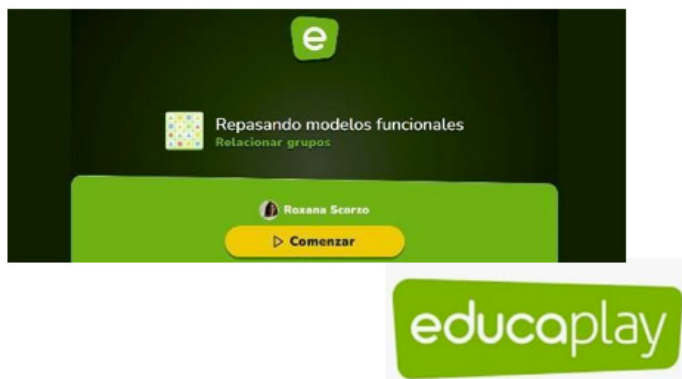 e
Repasando modelos funcionales
Relacionar grupos
Roxana Scorzo
Comenzar
educaplay